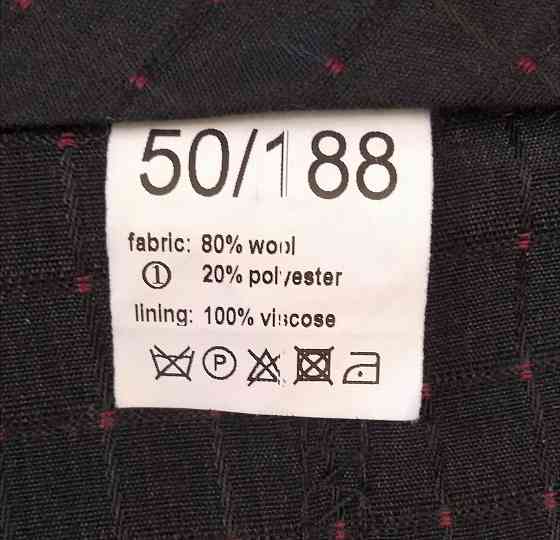 50/188
fabric: 80% wool
① 20% polyester
lining: 100% viscose
P